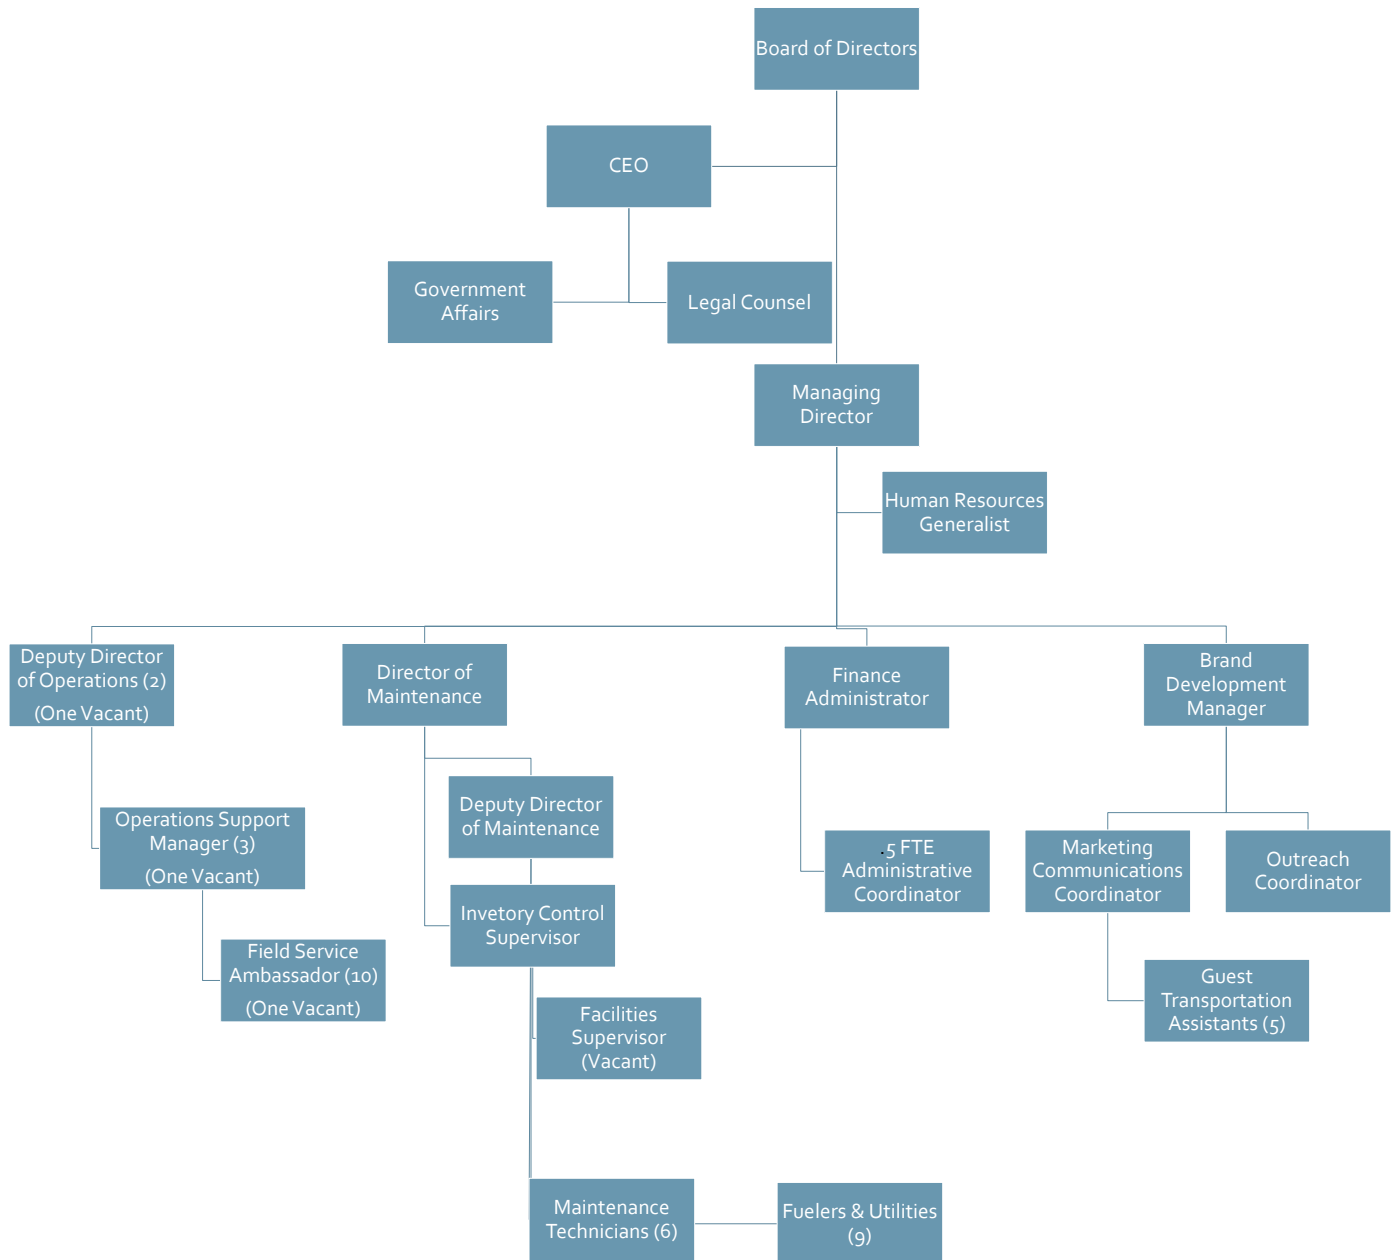 Board of Directors
CEO
Government
Affairs
Legal Counsel
Managing
Director
Human Resources
Generalist
Deputy Director
of Operations (2)
(One Vacant)
Director of
Maintenance
Finance
Administrator
Brand
Development
Manager
Operations Support
Manager (3)
(One Vacant)
Deputy Director
of Maintenance
.5 FTE
Administrative
Coordinator
Marketing
Communications
Coordinator
Outreach
Coordinator
Invetory Control
Supervisor
Field Service
Ambassador (10)
(One Vacant)
Guest
Transportation
Assistants (5)
Facilities
Supervisor
(Vacant)
Maintenance
Technicians (6)
Fuelers & Utilities
(9)